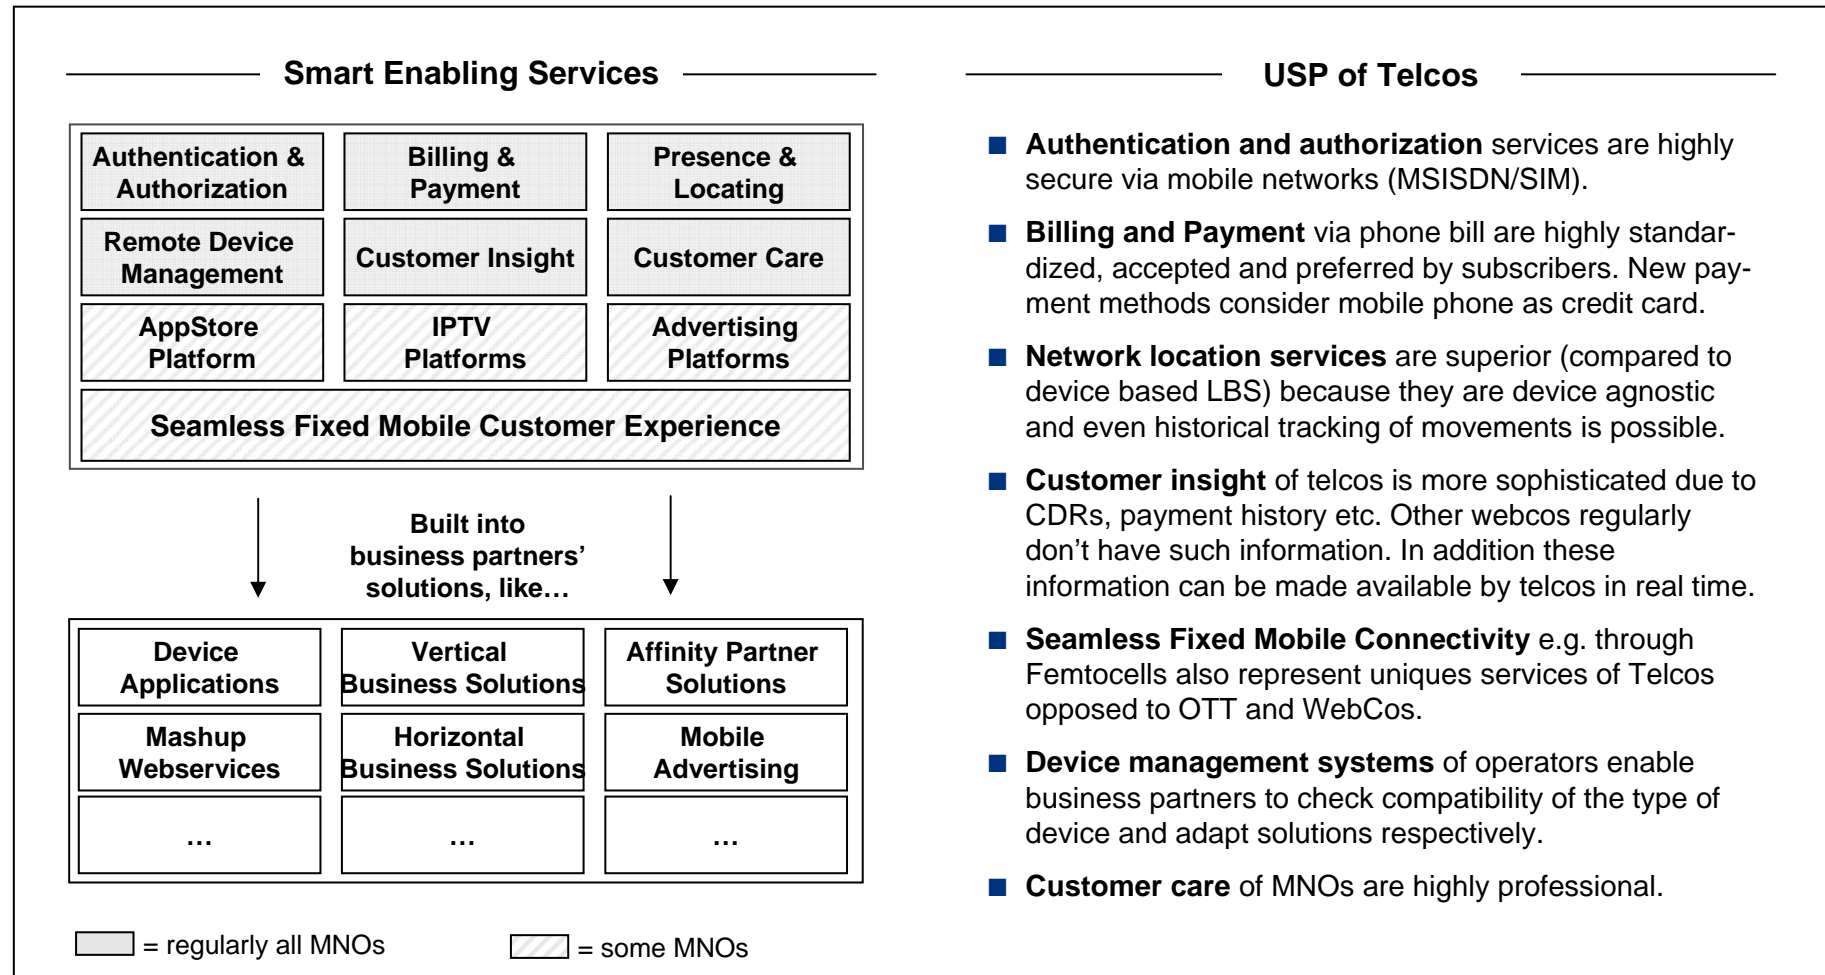 Smart Enabling Services
Authentication &
Authorization
Billing &
Payment
Presence &
Locating
Remote Device
Management
Customer Insight
Customer Care
AppStore
Platform
IPTV
Platforms
Advertising
Platforms
Seamless Fixed Mobile Customer Experience
Built into
business partners’
solutions, like…
Device
Applications
Vertical
Business Solutions
Affinity Partner
Solutions
Mashup
Webservices
Horizontal
Business Solutions
Mobile
Advertising
…
…
…
= regularly all MNOs
= some MNOs
USP of Telcos
Authentication and authorization services are highly
secure via mobile networks (MSISDN/SIM).
Billing and Payment via phone bill are highly standar-
dized, accepted and preferred by subscribers. New pay-
ment methods consider mobile phone as credit card.
Network location services are superior (compared to
device based LBS) because they are device agnostic
and even historical tracking of movements is possible.
Customer insight of telcos is more sophisticated due to
CDRs, payment history etc. Other webcos regularly
don’t have such information. In addition these
information can be made available by telcos in real time.
Seamless Fixed Mobile Connectivity e.g. through
Femtocells also represent uniques services of Telcos
opposed to OTT and WebCos.
Device management systems of operators enable
business partners to check compatibility of the type of
device and adapt solutions respectively.
Customer care of MNOs are highly professional.